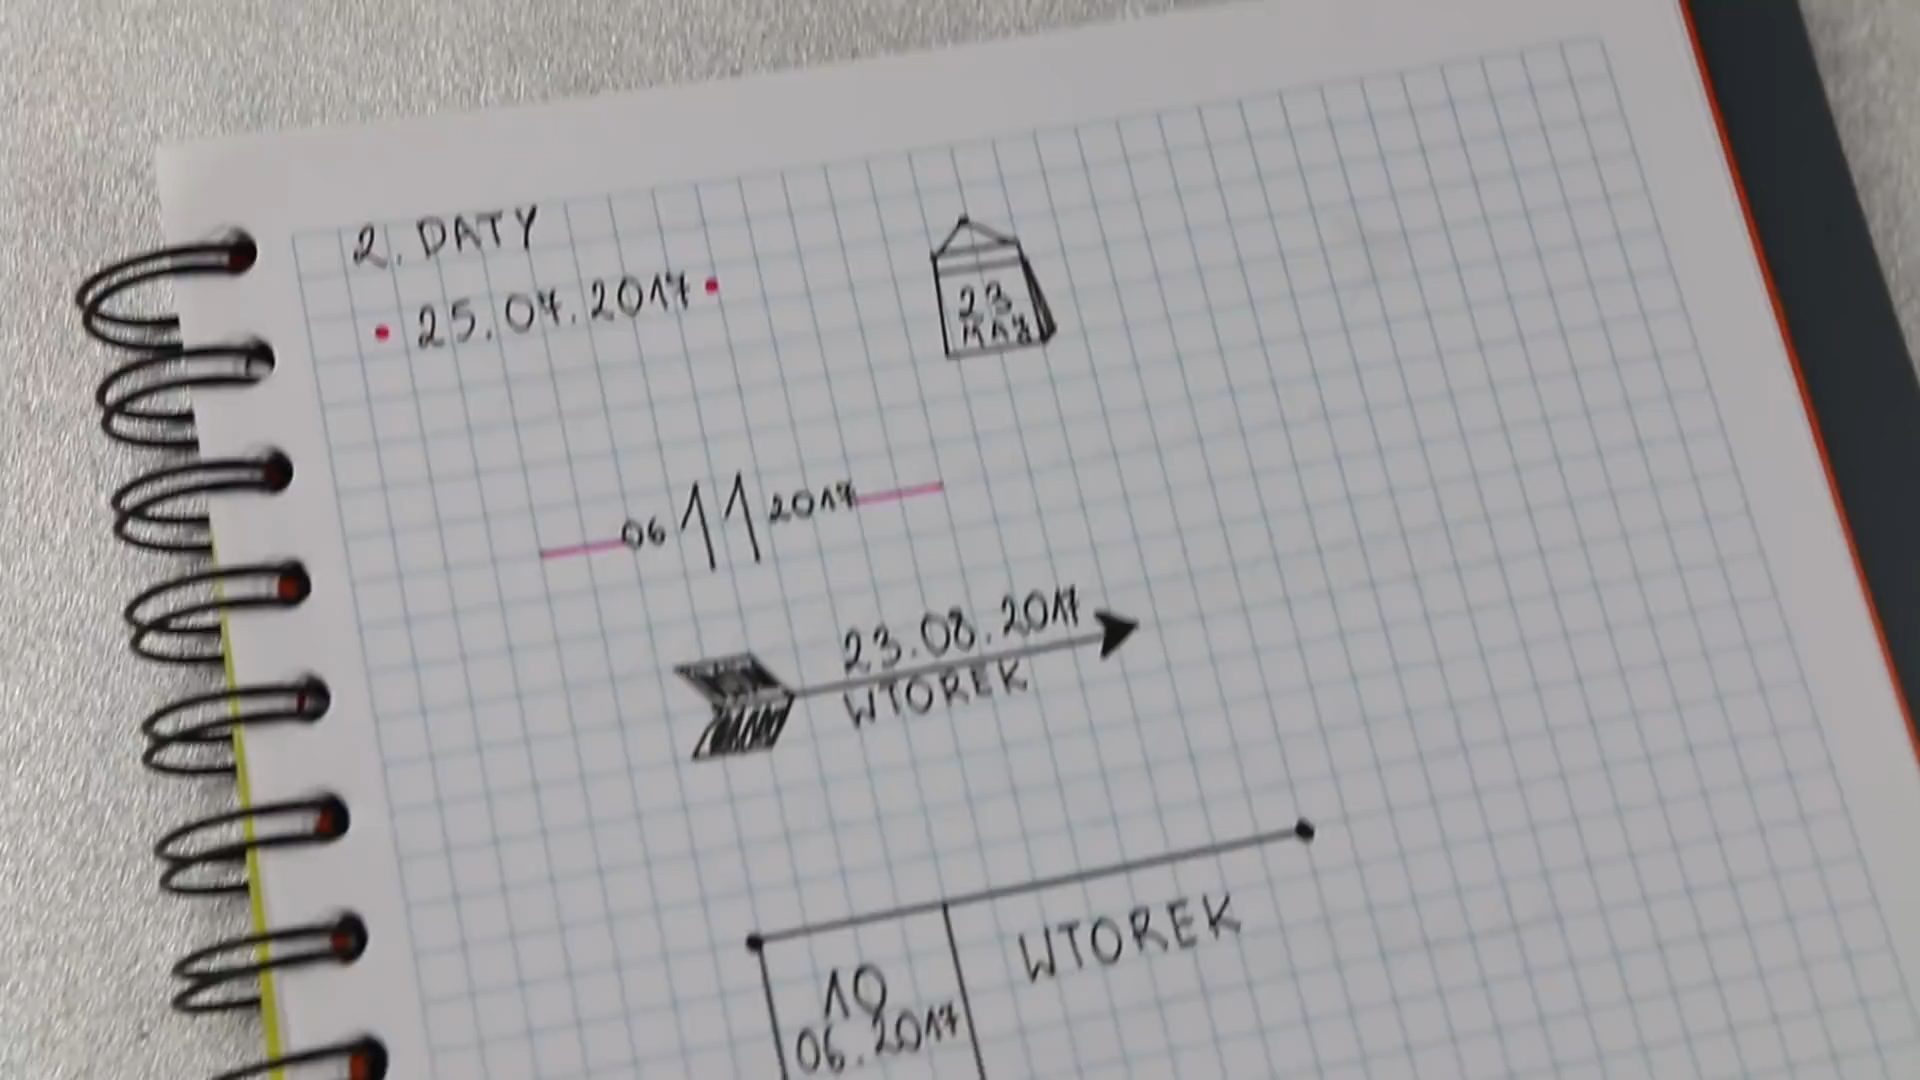 2. DATY
• 25.07.2017 •
23
MAJ
06 11 2017
23.08.2017
WTOREK
WTOREK
10
06.2017